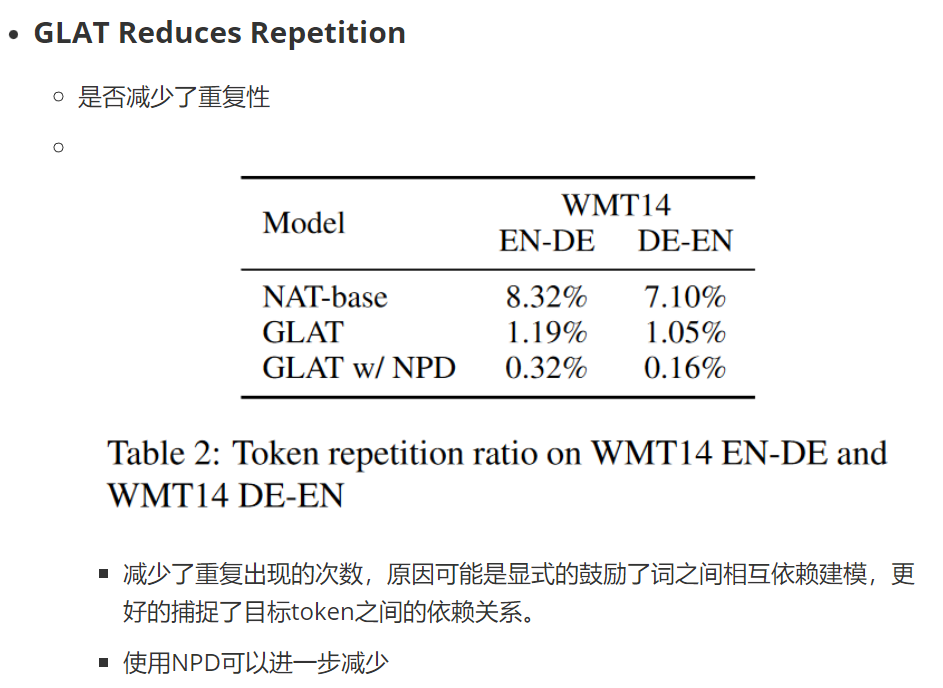 GLAT Reduces Repetition
是否减少了重复性
WMT14
Model
EN-DE DE-EN
NAT-base 8.32% 7.10%
GLAT 1.19% 1.05%
GLAT w/ NPD 0.32% 0.16%
Table 2: Token repetition ratio on WMT14 EN-DE and
WMT14 DE-EN
减少了重复出现的次数，原因可能是显式的鼓励了词之间相互依赖建模，更
好的捕捉了目标token之间的依赖关系。
使用NPD可以进一步减少